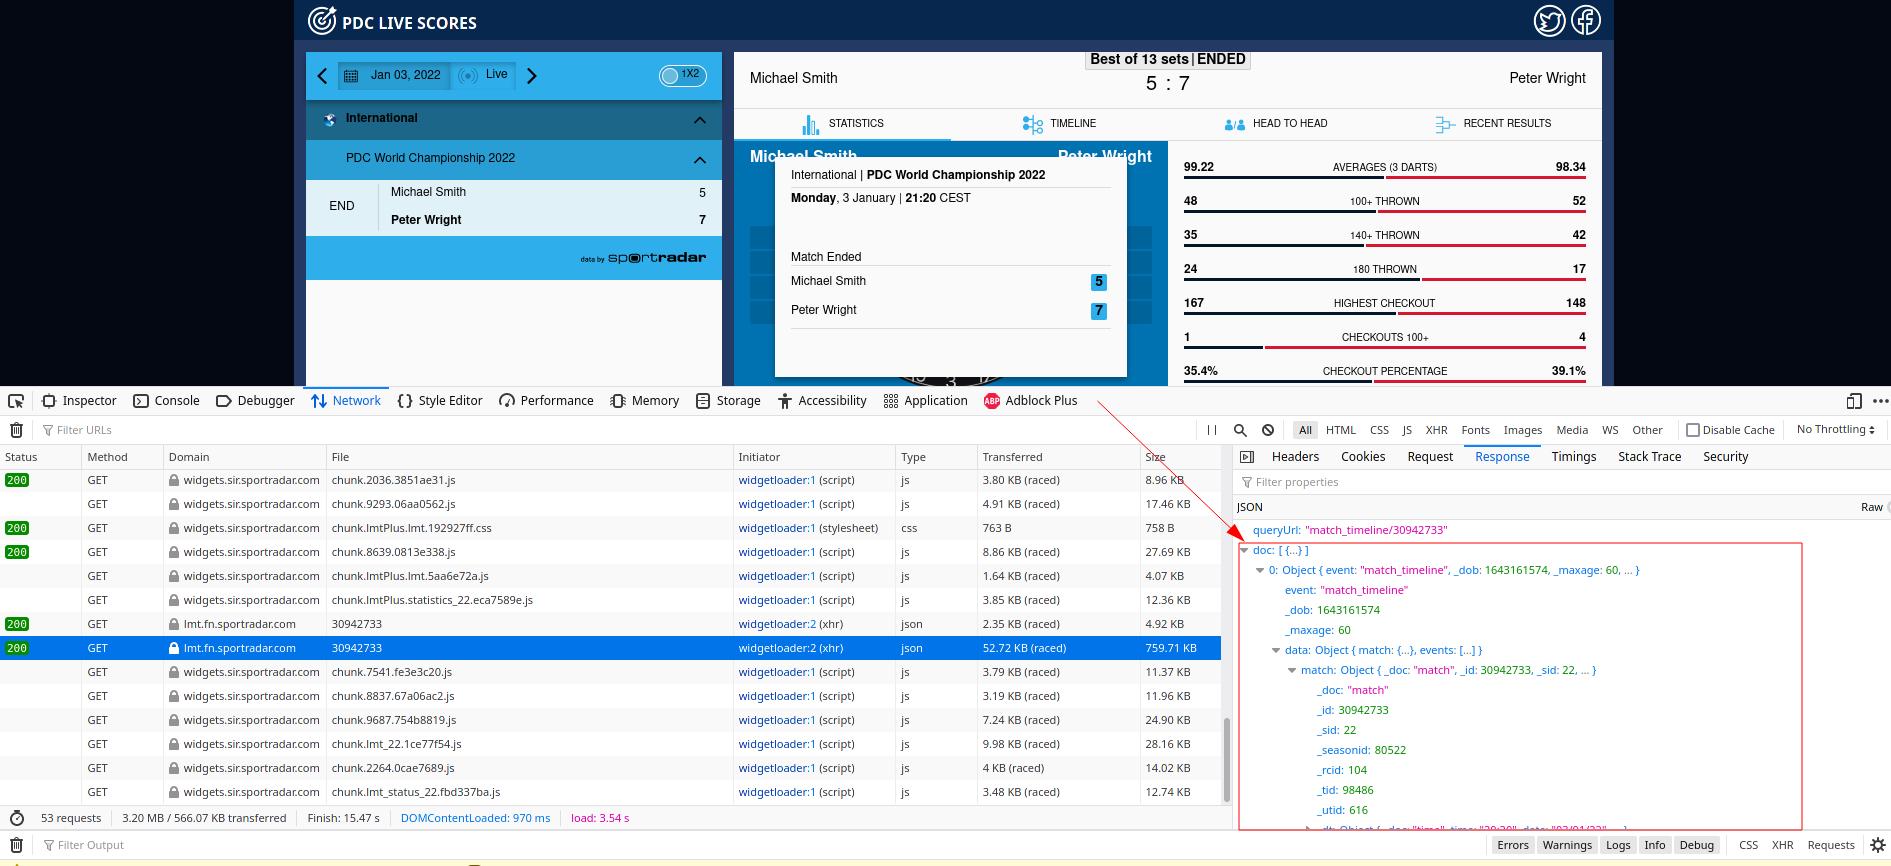 PDC LIVE SCORES
Jan 03, 2022 Live 1X2
International
PDC World Championship 2022
END
Michael Smith 5
Peter Wright 7
data by sportradar
Michael Smith
Best of 13 sets | ENDED
5 : 7
Peter Wright
STATISTICS TIMELINE HEAD TO HEAD RECENT RESULTS
Michael Smith Peter Wright
International | PDC World Championship 2022
Monday, 3 January | 21:20 CEST
Match Ended
Michael Smith 5
Peter Wright 7
3
99.22 AVERAGES (3 DARTS) 98.34
48 100+ THROWN 52
35 140+ THROWN 42
24 180 THROWN 17
167 HIGHEST CHECKOUT 148
1 CHECKOUTS 100+ 4
35.4% CHECKOUT PERCENTAGE 39.1%
Inspector Console Debugger Network Style Editor Performance Memory Storage Accessibility Application ABP Adblock Plus
Filter URLs All HTML CSS JS XHR Fonts Images Media WS Other Disable Cache No Throttling
Status Method Domain File Initiator Type Transferred Size
200 GET widgets.sir.sportradar.com chunk.2036.3851ae31.js widgetloader:1 (script) js 3.80 KB (raced) 8.96 KB
GET widgets.sir.sportradar.com chunk.9293.06aa0562.js widgetloader:1 (script) js 4.91 KB (raced) 17.46 KB
200 GET widgets.sir.sportradar.com chunk.lmtPlus.lmt.192927ff.css widgetloader:1 (stylesheet) css 763 B 758 B
200 GET widgets.sir.sportradar.com chunk.8639.0813e338.js widgetloader:1 (script) js 8.86 KB (raced) 27.69 KB
GET widgets.sir.sportradar.com chunk.lmtPlus.lmt.5aa6e72a.js widgetloader:1 (script) js 1.64 KB (raced) 4.07 KB
GET widgets.sir.sportradar.com chunk.lmtPlus.statistics_22.eca7589e.js widgetloader:1 (script) js 3.85 KB (raced) 12.36 KB
200 GET lmt.fn.sportradar.com 30942733 widgetloader:2 (xhr) json 2.35 KB (raced) 4.92 KB
200 GET lmt.fn.sportradar.com 30942733 widgetloader:2 (xhr) json 52.72 KB (raced) 759.71 KB
GET widgets.sir.sportradar.com chunk.7541.fe3e3c20.js widgetloader:1 (script) js 3.79 KB (raced) 11.37 KB
GET widgets.sir.sportradar.com chunk.8837.67a06ac2.js widgetloader:1 (script) js 3.19 KB (raced) 11.96 KB
GET widgets.sir.sportradar.com chunk.9687.754b8819.js widgetloader:1 (script) js 7.24 KB (raced) 24.90 KB
GET widgets.sir.sportradar.com chunk.lmt_22.1ce77f54.js widgetloader:1 (script) js 9.98 KB (raced) 28.16 KB
GET widgets.sir.sportradar.com chunk.2264.0cae7689.js widgetloader:1 (script) js 4 KB (raced) 14.02 KB
GET widgets.sir.sportradar.com chunk.lmt_status_22.fbd337ba.js widgetloader:1 (script) js 3.48 KB (raced) 12.74 KB
53 requests 3.20 MB / 566.07 KB transferred Finish: 15.47 s DOMContentLoaded: 970 ms load: 3.54 s
Headers Cookies Request Response Timings Stack Trace Security
Filter properties
JSON Raw
queryUrl: "match_timeline/30942733"
doc: [ {...} ]
0: Object { event: "match_timeline", _dob: 1643161574, _maxage: 60, ... }
event: "match_timeline"
_dob: 1643161574
_maxage: 60
data: Object { match: {...}, events: [...] }
match: Object { _doc: "match", _id: 30942733, _sid: 22, ... }
_doc: "match"
_id: 30942733
_sid: 22
_seasonid: 80522
_rcid: 104
_tid: 98486
_utid: 616
Filter Output Errors Warnings Logs Info Debug CSS XHR Requests